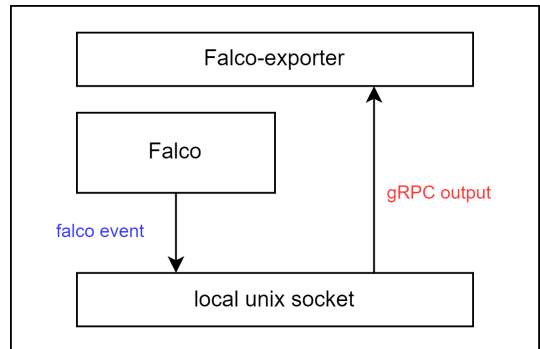 Falco-exporter
Falco
gRPC output
falco event
local unix socket